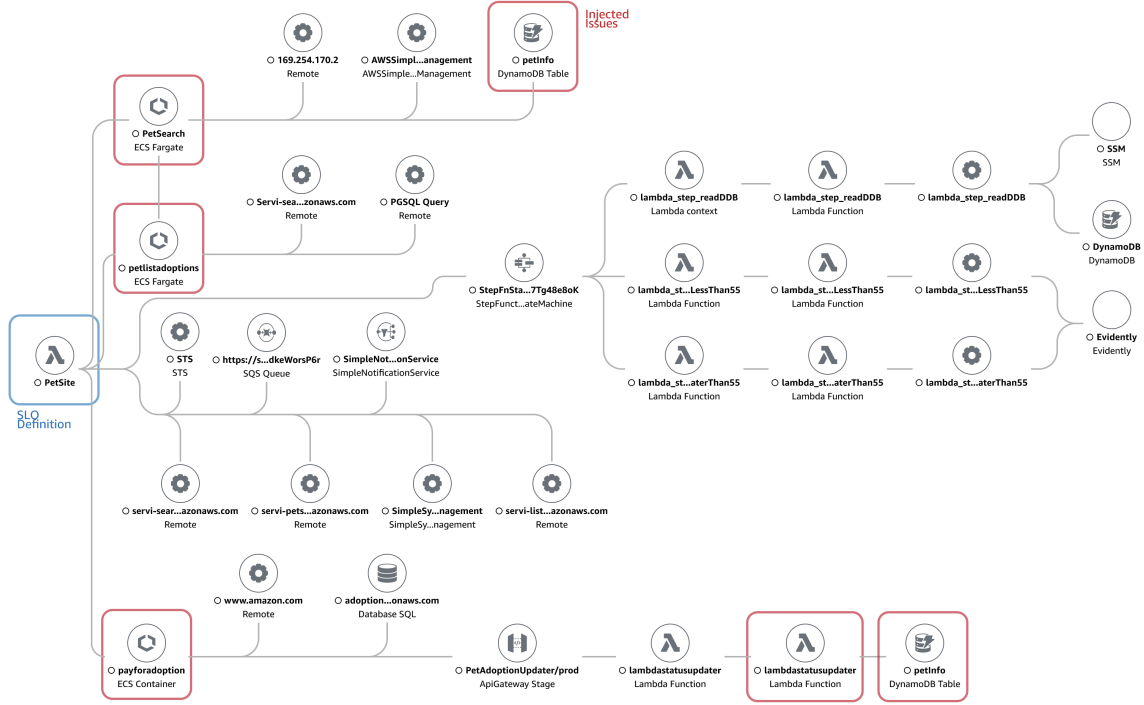 Injected
Issues
169.254.170.2
Remote
AWSSimpl...anagement
AWSSimple...Management
petInfo
DynamoDB Table
PetSearch
ECS Fargate
Servi-sea...zonaws.com
Remote
PGSQL Query
Remote
petlistadoptions
ECS Fargate
lambda_step_readDDB
Lambda context
lambda_step_readDDB
Lambda Function
lambda_step_readDDB
SSM
SSM
DynamoDB
DynamoDB
StepFnSta...7Tg48e8oK
StepFunct...ateMachine
lambda_st...LessThan55
Lambda Function
lambda_st...LessThan55
Lambda Function
lambda_st...LessThan55
Evidently
Evidently
lambda_st...aterThan55
Lambda Function
lambda_st...aterThan55
Lambda Function
lambda_st...aterThan55
PetSite
SLO
Definition
STS
STS
https://s...dkeWorsP6r
SQS Queue
SimpleNot...onService
SimpleNotificationService
servi-sear...azonaws.com
Remote
servi-pets...azonaws.com
Remote
SimpleSy...nagement
SimpleSy...nagement
servi-list...azonaws.com
Remote
www.amazon.com
Remote
adoption...onaws.com
Database SQL
payforadoption
ECS Container
PetAdoptionUpdater/prod
ApiGateway Stage
lambdastatusupdater
Lambda Function
lambdastatusupdater
Lambda Function
petInfo
DynamoDB Table